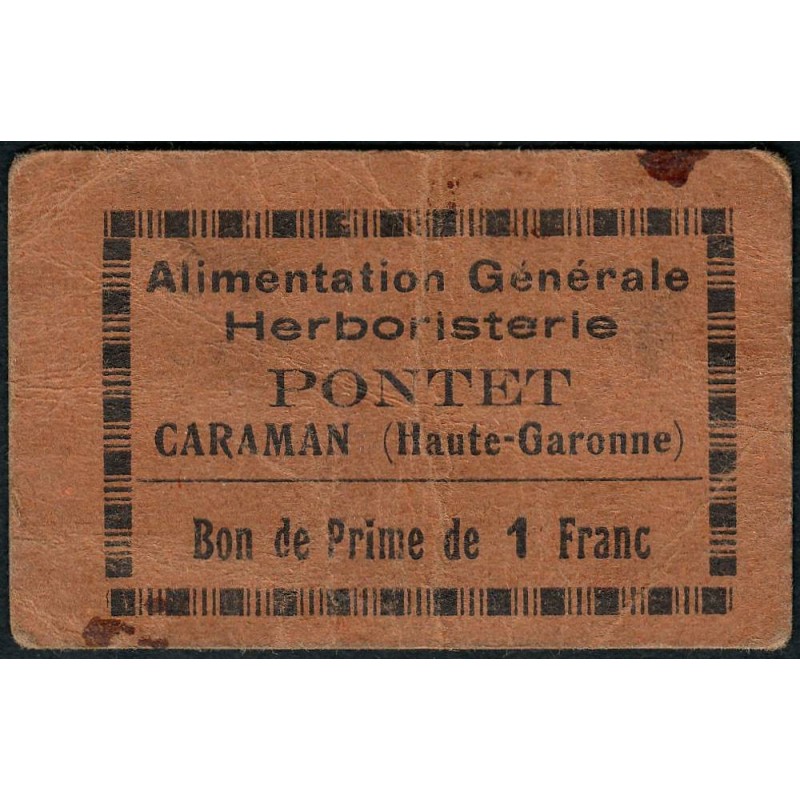 Alimentation Générale
Herboristerie
PONTET
CARAMAN (Haute-Garonne)
Bon de Prime de 1 Franc